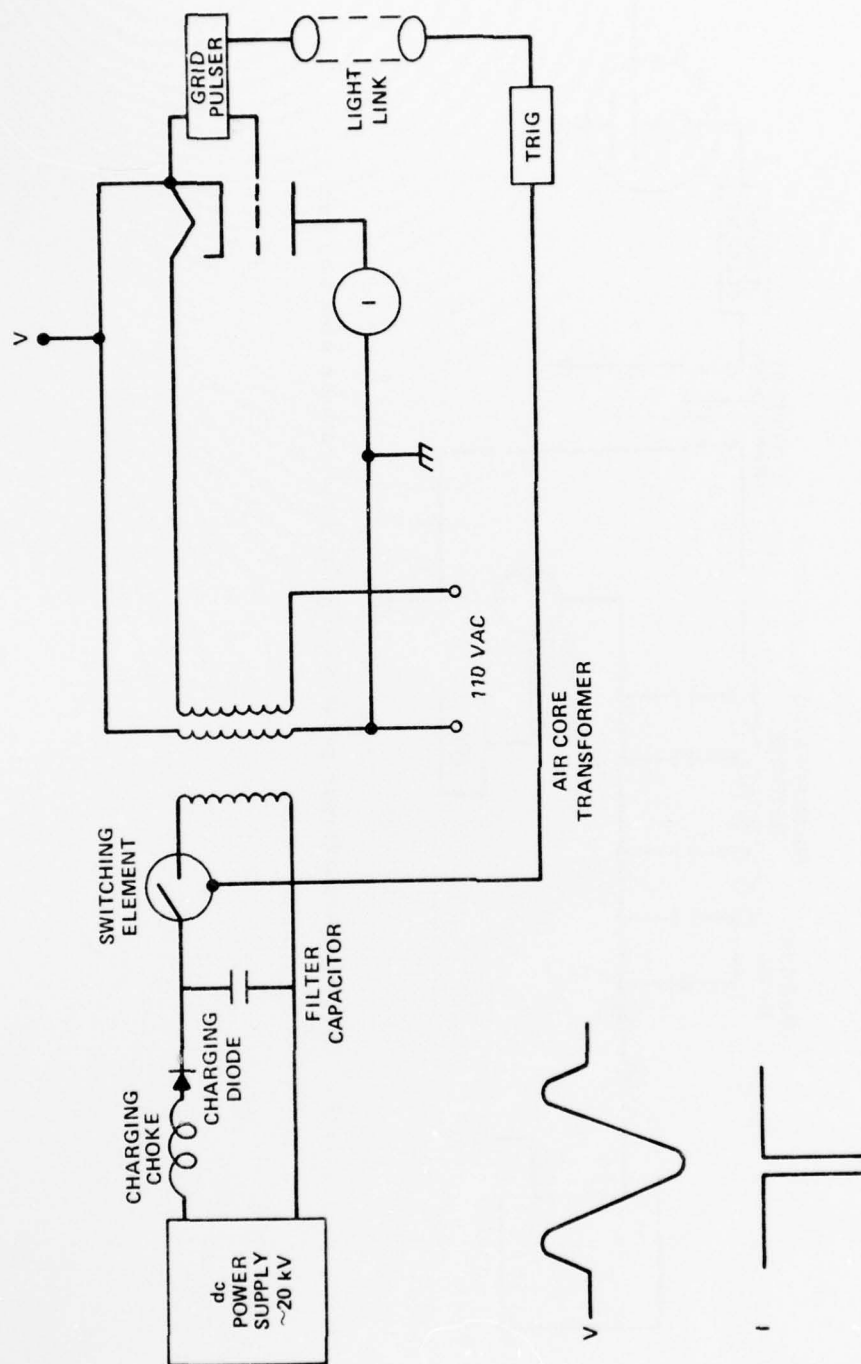 dc
POWER
SUPPLY
~20 kV
CHARGING
CHOKE
CHARGING
DIODE
FILTER
CAPACITOR
SWITCHING
ELEMENT
AIR CORE
TRANSFORMER
110 VAC
V
I
GRID
PULSER
LIGHT
LINK
TRIG
V
I